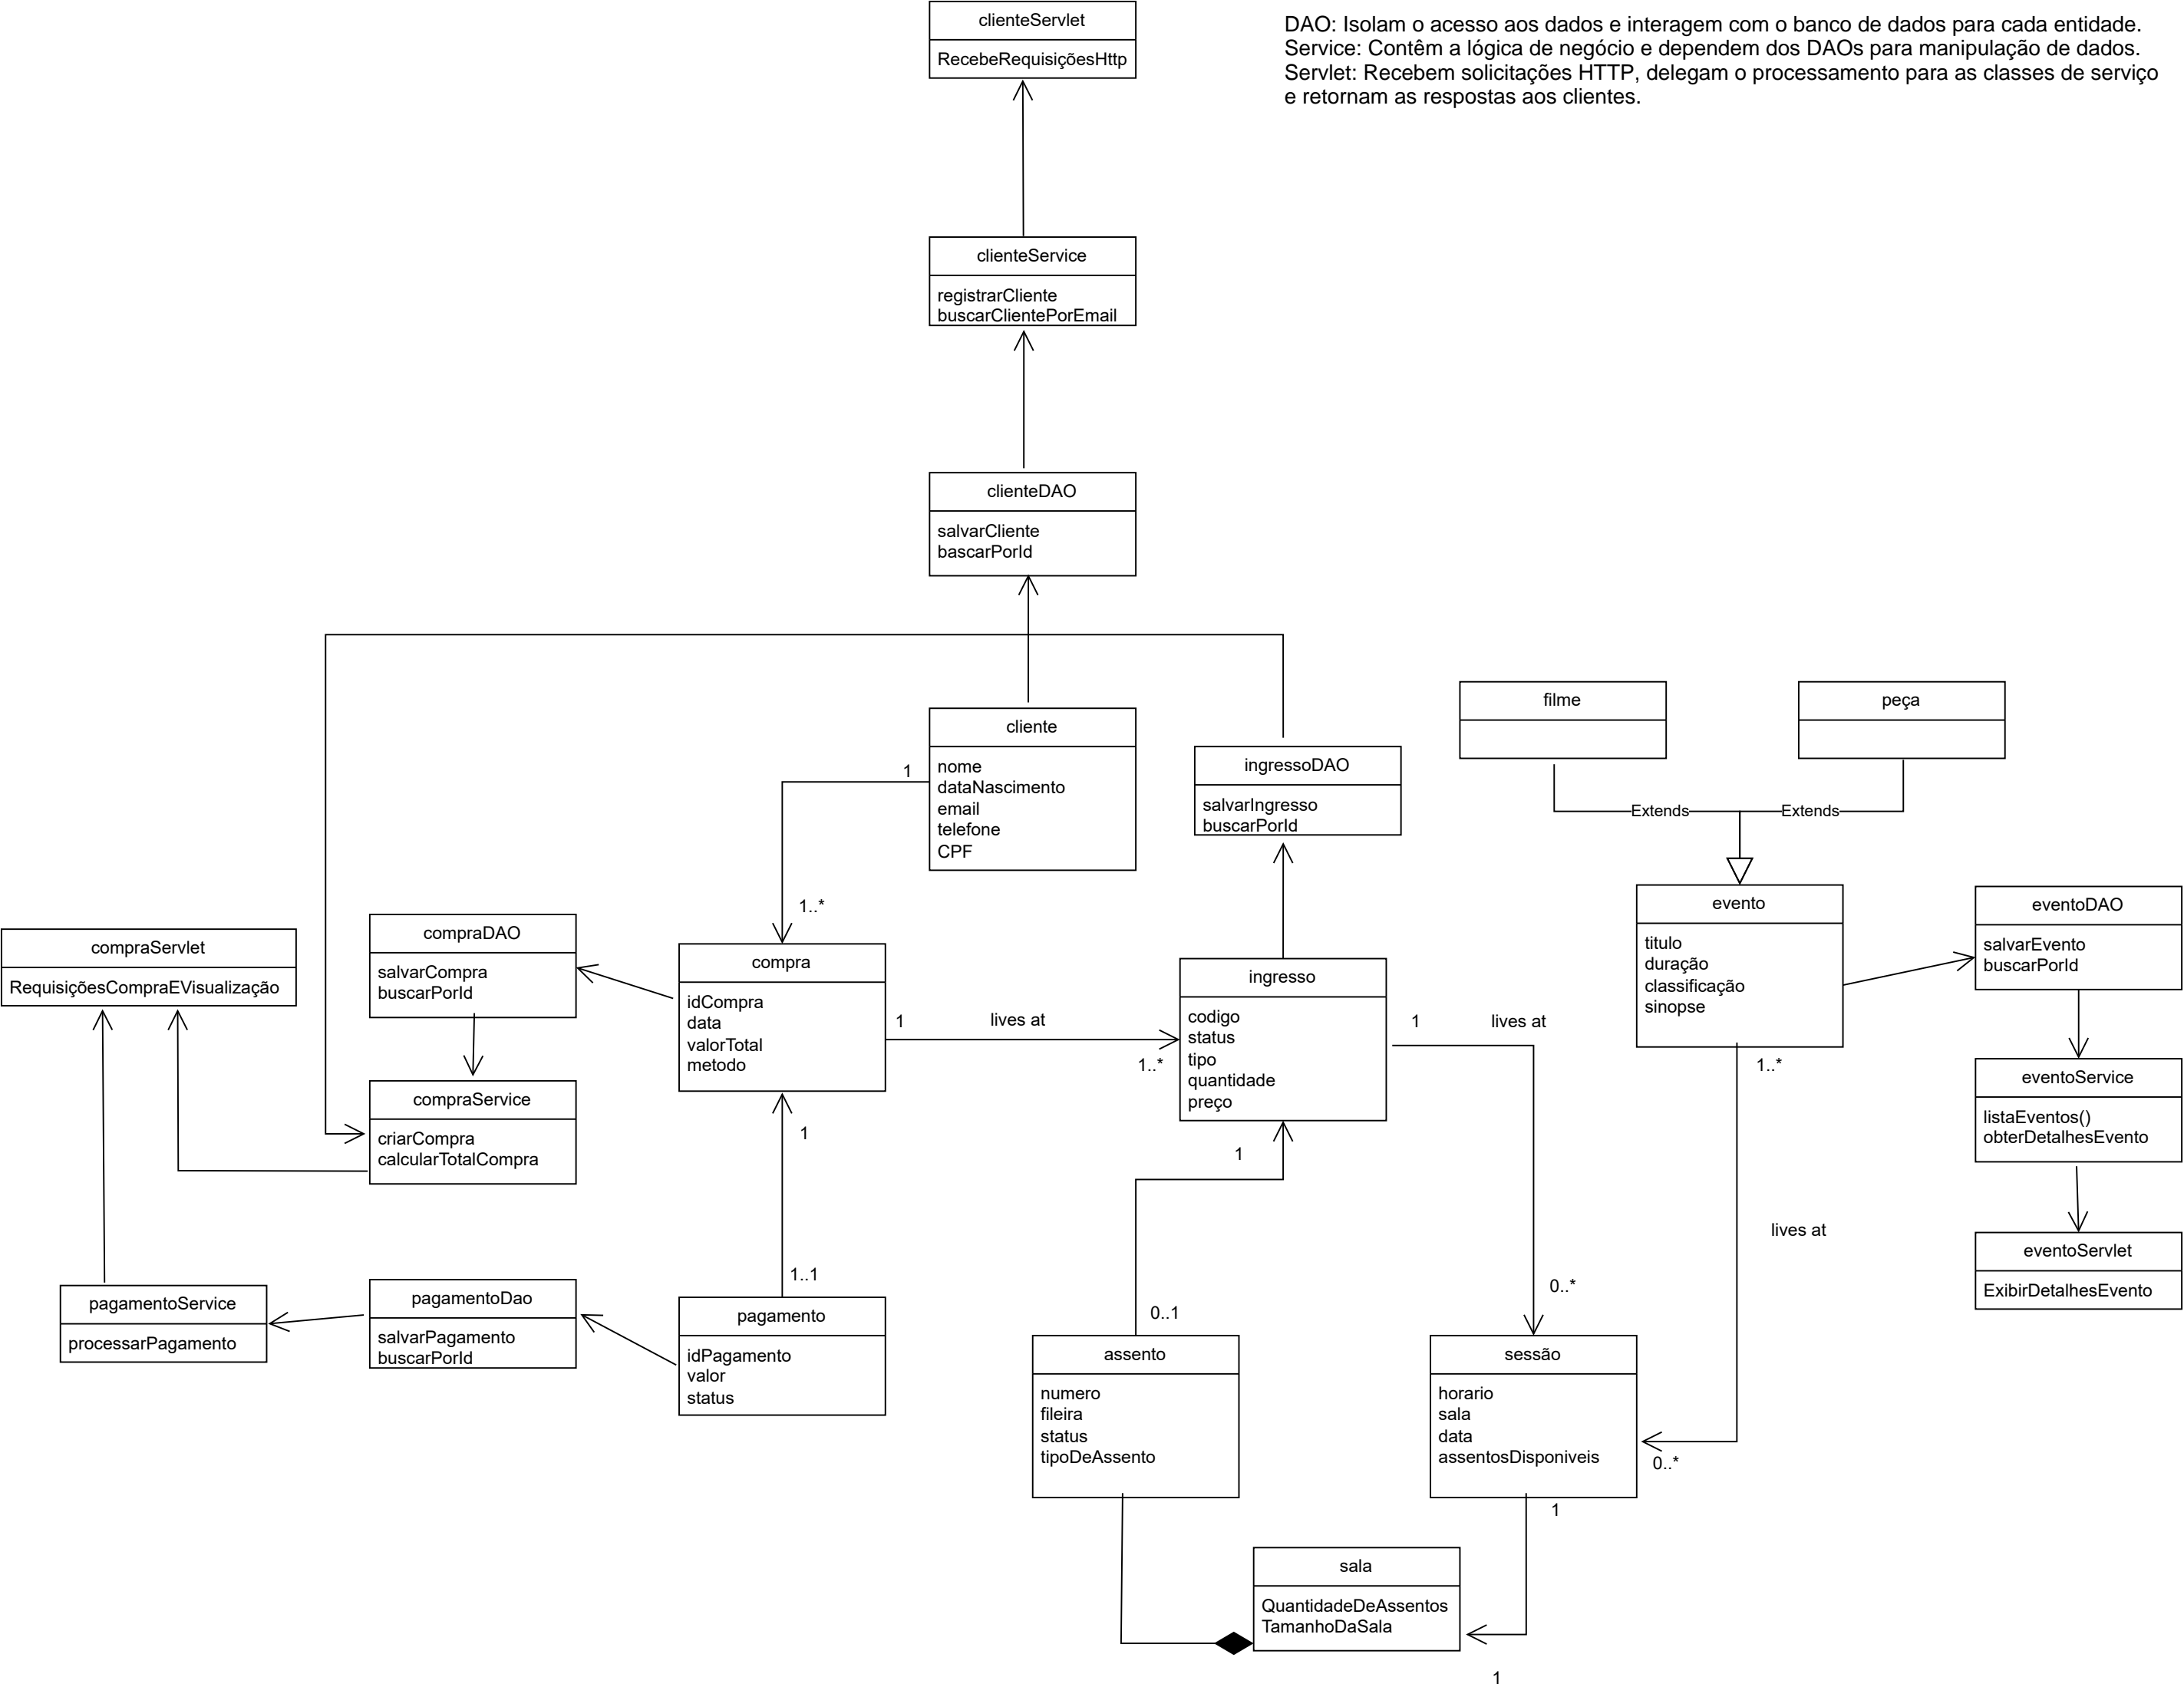 clienteServlet
RecebeRequisiçõesHttp
DAO: Isolam o acesso aos dados e interagem com o banco de dados para cada entidade.
Service: Contêm a lógica de negócio e dependem dos DAOs para manipulação de dados.
Servlet: Recebem solicitações HTTP, delegam o processamento para as classes de serviço
e retornam as respostas aos clientes.
clienteService
registrarCliente
buscarClientePorEmail
clienteDAO
salvarCliente
bascarPorId
cliente
nome
dataNascimento
email
telefone
CPF
1
1..*
ingressoDAO
salvarIngresso
buscarPorId
filme
peça
Extends
Extends
evento
titulo
duração
classificação
sinopse
eventoDAO
salvarEvento
buscarPorId
compraServlet
RequisiçõesCompraEVisualização
compraDAO
salvarCompra
buscarPorId
compra
idCompra
data
valorTotal
metodo
1
lives at
1..*
ingresso
codigo
status
tipo
quantidade
preço
1
lives at
1..*
eventoService
listaEventos()
obterDetalhesEvento
compraService
criarCompra
calcularTotalCompra
1
1
lives at
eventoServlet
ExibirDetalhesEvento
pagamentoService
processarPagamento
pagamentoDao
salvarPagamento
buscarPorId
1..1
pagamento
idPagamento
valor
status
0..1
assento
numero
fileira
status
tipoDeAssento
0..*
sessão
horario
sala
data
assentosDisponiveis
0..*
1
sala
QuantidadeDeAssentos
TamanhoDaSala
1